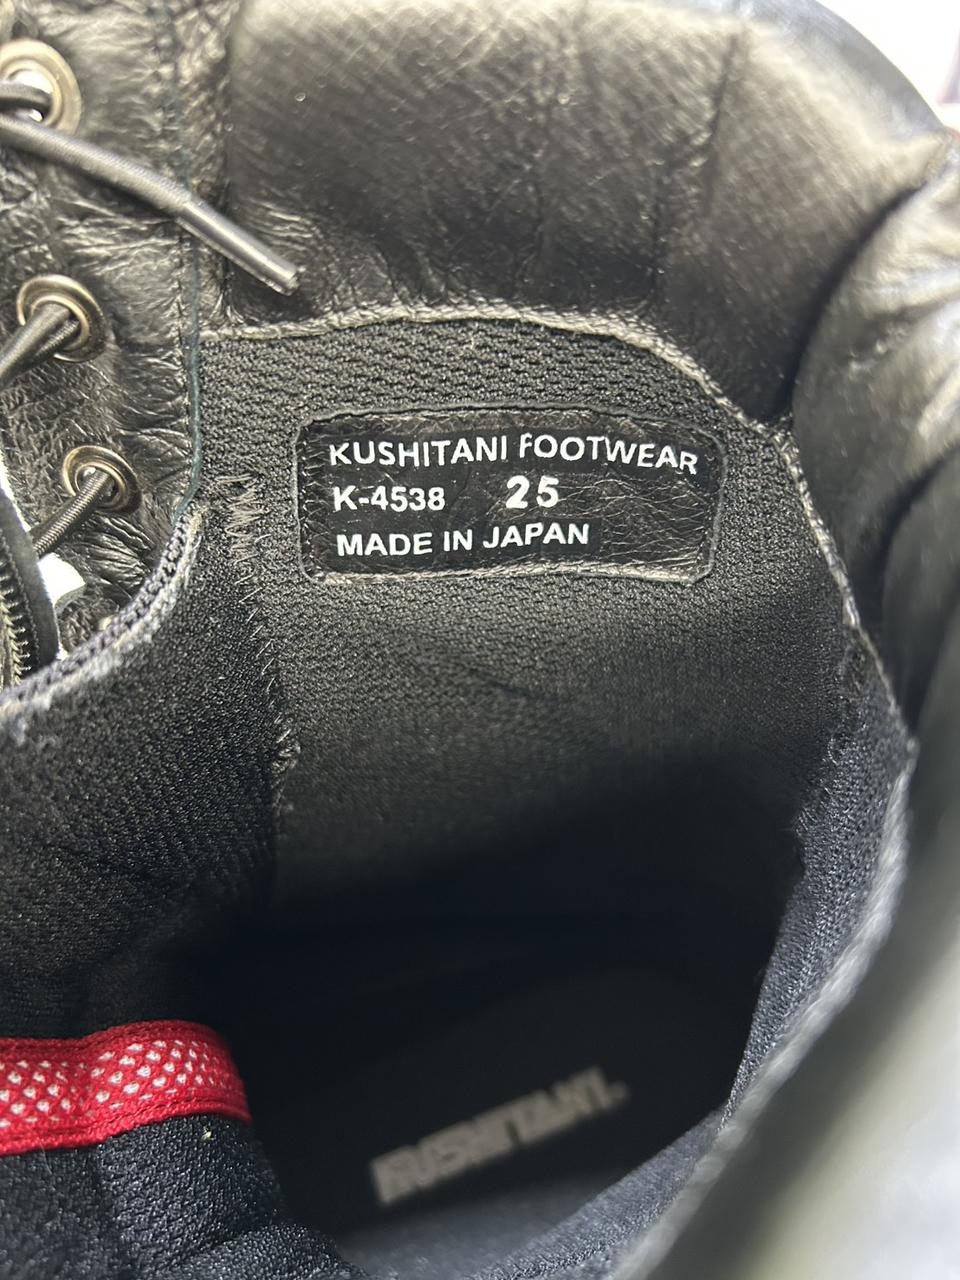 KUSHITANI FOOTWEAR
K-4538 25
MADE IN JAPAN
KUSHITANI